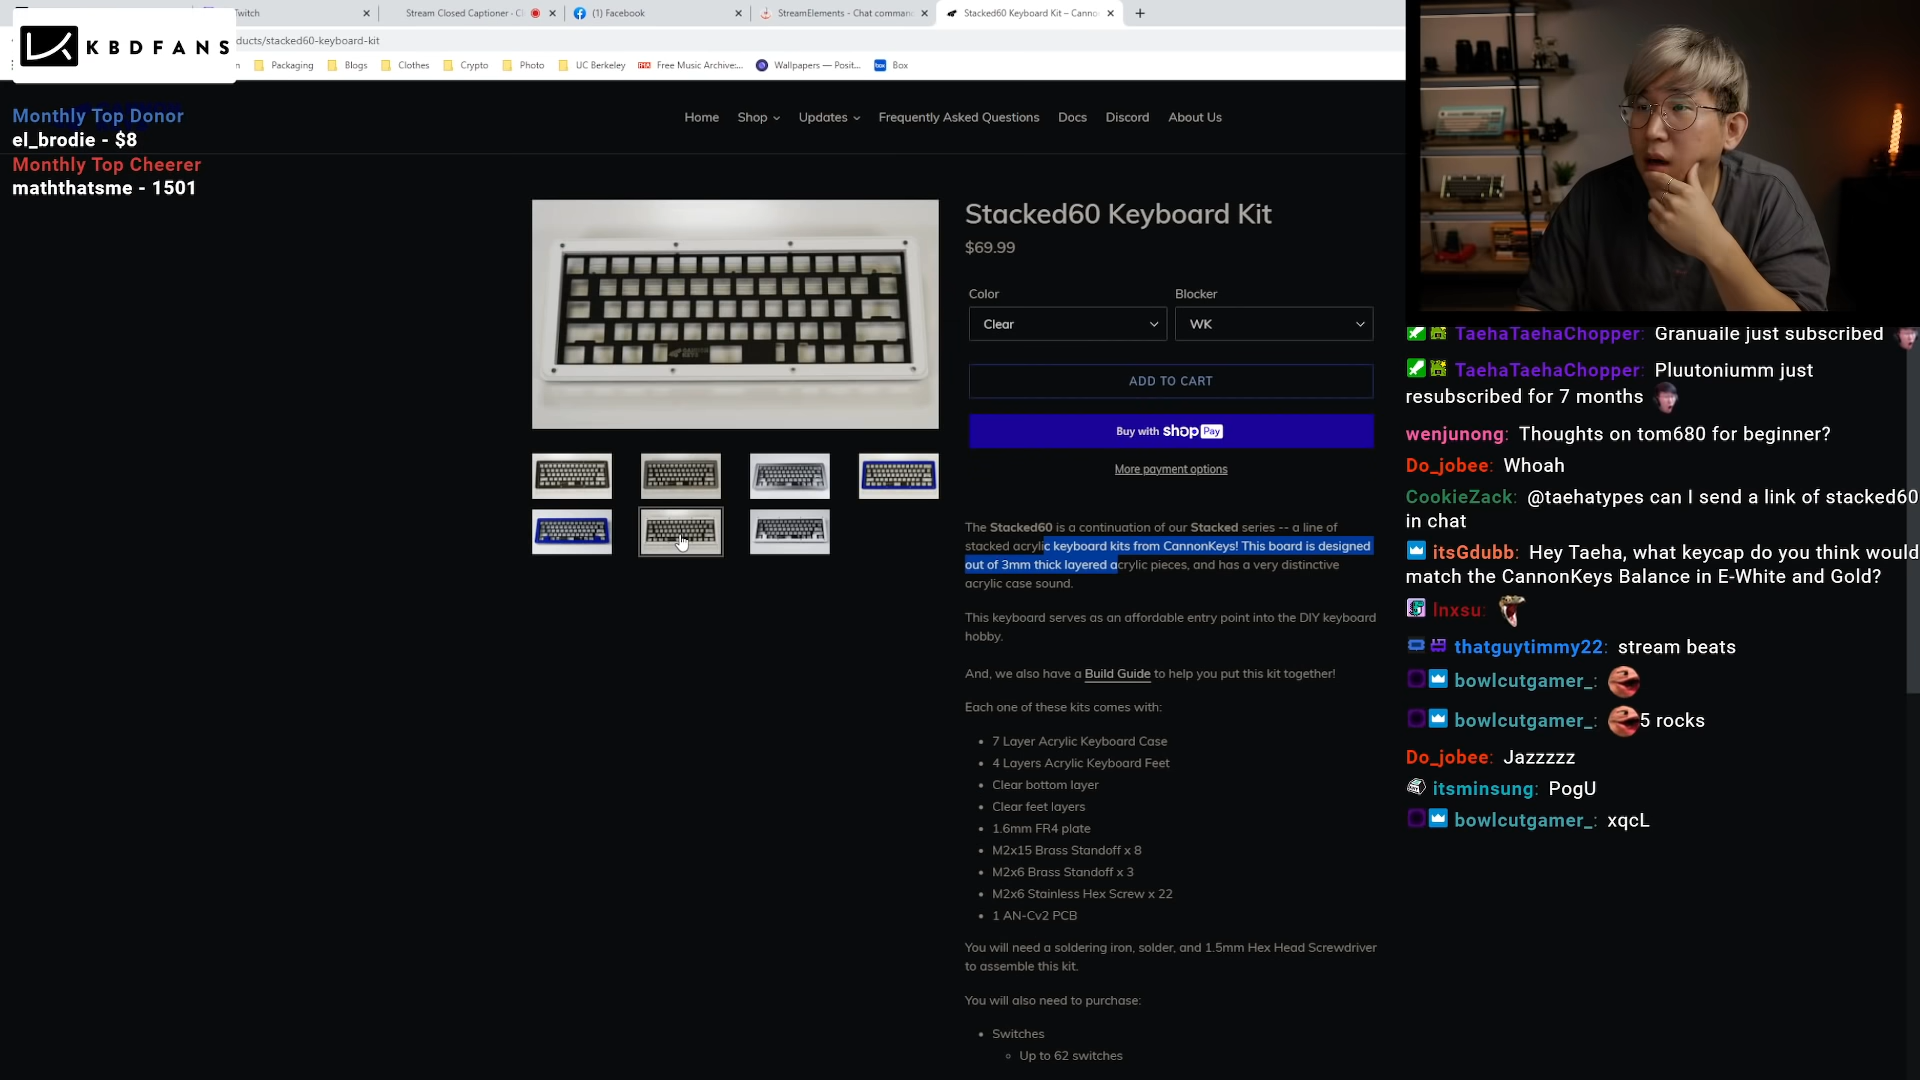 Twitch
Stream Closed Captioner - C
(1) Facebook
StreamElements - Chat comman
Stacked60 Keyboard Kit – Canno
KBDFANS
ducts/stacked60-keyboard-kit
Packaging
Blogs
Clothes
Crypto
Photo
UC Berkeley
Free Music Archive:...
Wallpapers — Posit...
Box
Monthly Top Donor
el_brodie - $8
Monthly Top Cheerer
maththatsme - 1501
Home
Shop
Updates
Frequently Asked Questions
Docs
Discord
About Us
Stacked60 Keyboard Kit
$69.99
Color
Blocker
Clear
WK
ADD TO CART
Buy with shop Pay
More payment options
The Stacked60 is a continuation of our Stacked series -- a line of
stacked acrylic keyboard kits from CannonKeys! This board is designed
out of 3mm thick layered acrylic pieces, and has a very distinctive
acrylic case sound.
This keyboard serves as an affordable entry point into the DIY keyboard
hobby.
And, we also have a Build Guide to help you put this kit together!
Each one of these kits comes with:
7 Layer Acrylic Keyboard Case
4 Layers Acrylic Keyboard Feet
Clear bottom layer
Clear feet layers
1.6mm FR4 plate
M2x15 Brass Standoff x 8
M2x6 Brass Standoff x 3
M2x6 Stainless Hex Screw x 22
1 AN-Cv2 PCB
You will need a soldering iron, solder, and 1.5mm Hex Head Screwdriver
to assemble this kit.
You will also need to purchase:
Switches
Up to 62 switches
TaehaTaehaChopper: Granuaile just subscribed
TaehaTaehaChopper: Pluutoniumm just
resubscribed for 7 months
wenjunong: Thoughts on tom680 for beginner?
Do_jobee: Whoah
CookieZack: @taehatypes can I send a link of stacked60
in chat
itsGdubb: Hey Taeha, what keycap do you think would
match the CannonKeys Balance in E-White and Gold?
lnxsu:
thatguytimmy22: stream beats
bowlcutgamer_:
bowlcutgamer_: 5 rocks
Do_jobee: Jazzzzz
itsminsung: PogU
bowlcutgamer_: xqcL